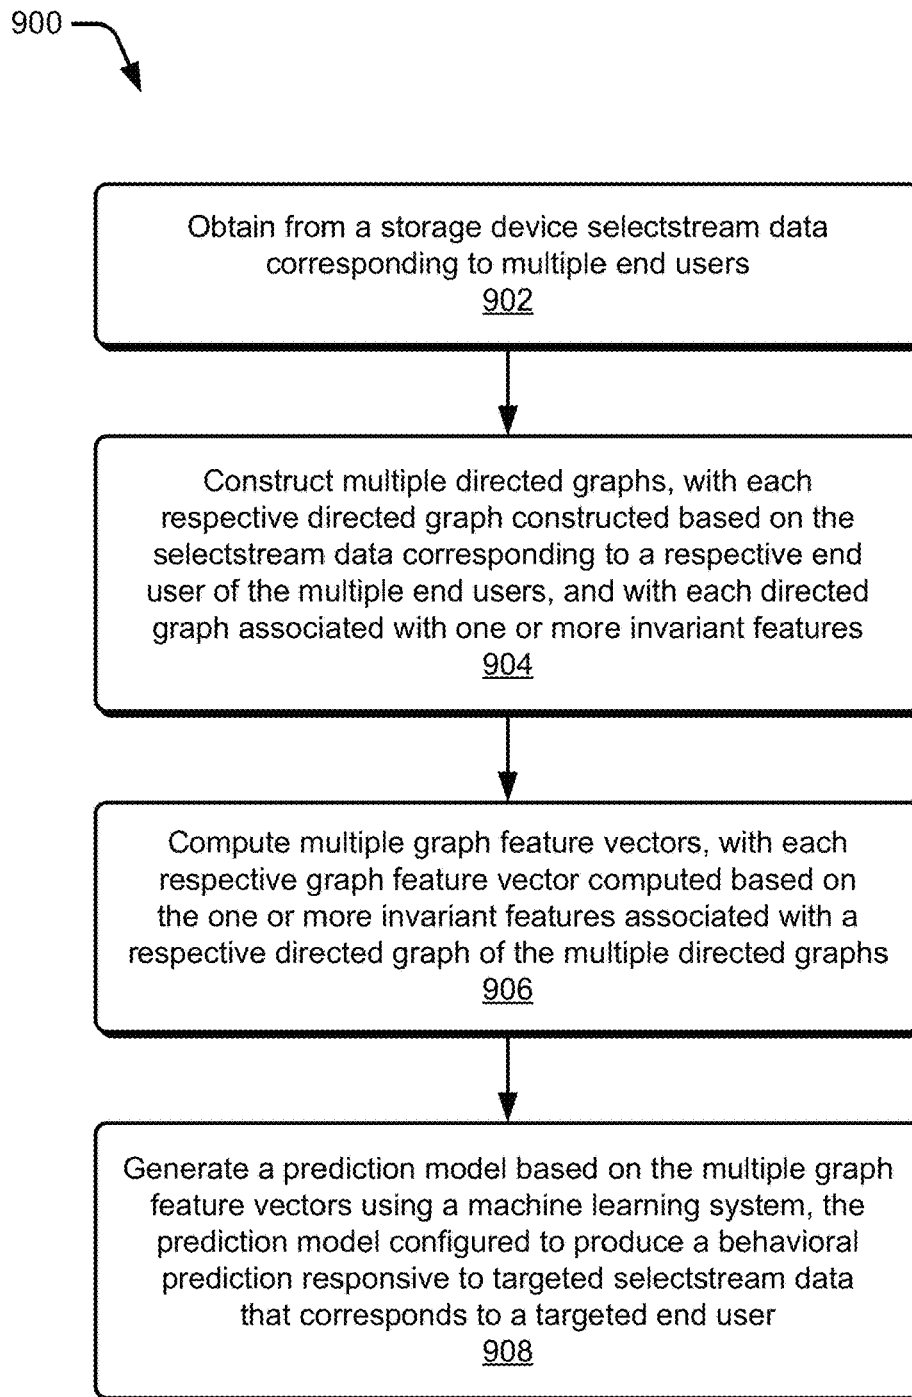 900
Obtain from a storage device selectstream data
corresponding to multiple end users
902
Construct multiple directed graphs, with each
respective directed graph constructed based on the
selectstream data corresponding to a respective end
user of the multiple end users, and with each directed
graph associated with one or more invariant features
904
Compute multiple graph feature vectors, with each
respective graph feature vector computed based on
the one or more invariant features associated with a
respective directed graph of the multiple directed graphs
906
Generate a prediction model based on the multiple graph
feature vectors using a machine learning system, the
prediction model configured to produce a behavioral
prediction responsive to targeted selectstream data
that corresponds to a targeted end user
908